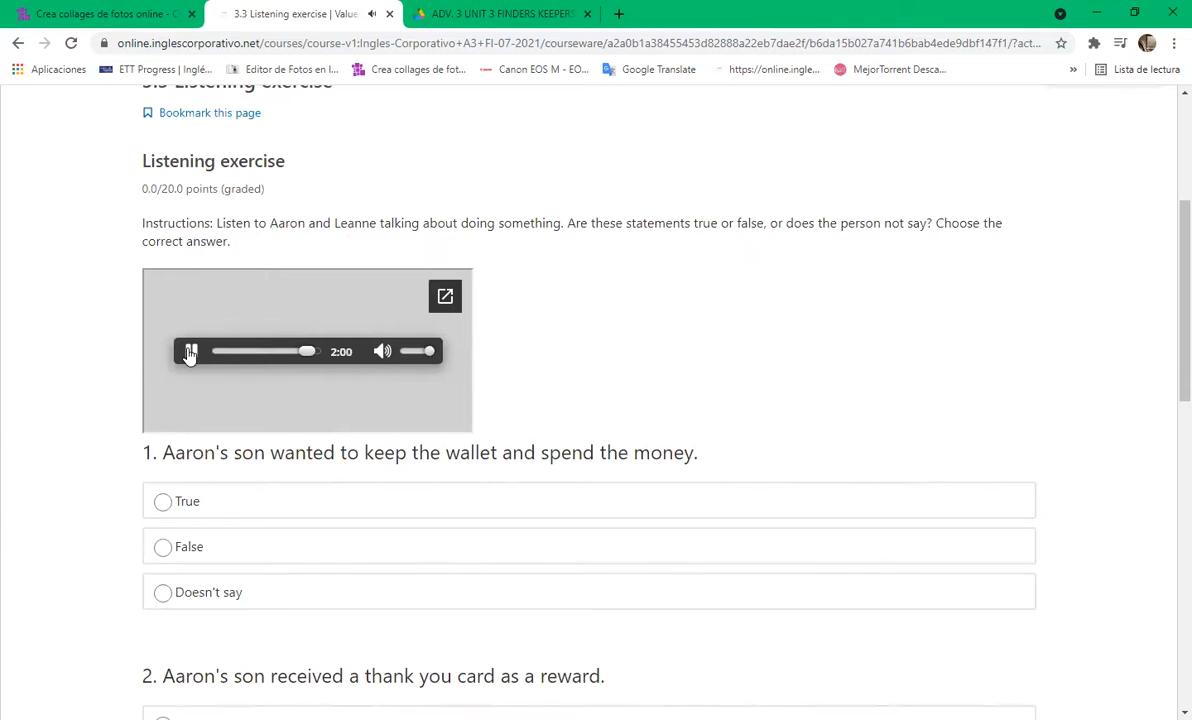 Crea collages de fotos online - C
3.3 Listening exercise | Value
ADV. 3 UNIT 3 FINDERS KEEPERS
online.inglescorporativo.net/courses/course-v1:Ingles-Corporativo+A3+FI-07-2021/courseware/a2a0b1a38455453d82888a22eb7dae2f/b6da15b027a741b6bab4ede9dbf147f1/?act...
Aplicaciones
ETT Progress | Inglé...
Editor de Fotos en l...
Crea collages de fot...
Canon EOS M - EO...
Google Translate
https://online.ingle...
MejorTorrent Desca...
»
Lista de lectura
3.3 Listening exercise
Bookmark this page
Listening exercise
0.0/20.0 points (graded)
Instructions: Listen to Aaron and Leanne talking about doing something. Are these statements true or false, or does the person not say? Choose the
correct answer.
2:00
1. Aaron's son wanted to keep the wallet and spend the money.
True
False
Doesn't say
2. Aaron's son received a thank you card as a reward.